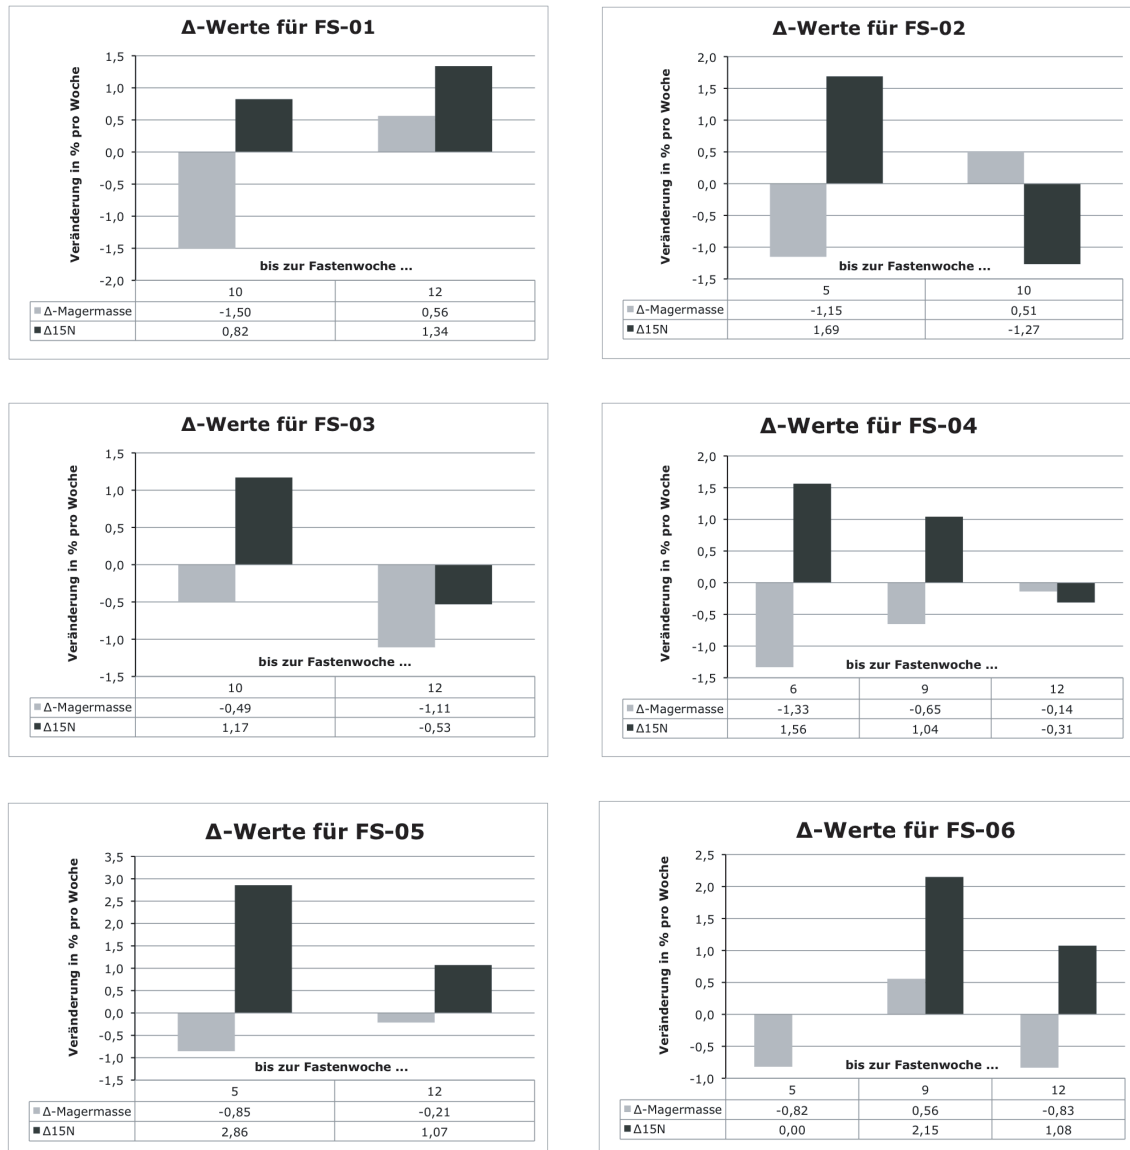 Δ-Werte für FS-01
Veränderung in % pro Woche
1,5
1,0
0,5
0,0
-0,5
-1,0
-1,5
-2,0
bis zur Fastenwoche ...
10 12
Δ-Magermasse -1,50 0,56
Δ15N 0,82 1,34
Δ-Werte für FS-02
Veränderung in % pro Woche
2,0
1,5
1,0
0,5
0,0
-0,5
-1,0
-1,5
bis zur Fastenwoche ...
5 10
Δ-Magermasse -1,15 0,51
Δ15N 1,69 -1,27
Δ-Werte für FS-03
Veränderung in % pro Woche
1,5
1,0
0,5
0,0
-0,5
-1,0
-1,5
bis zur Fastenwoche ...
10 12
Δ-Magermasse -0,49 -1,11
Δ15N 1,17 -0,53
Δ-Werte für FS-04
Veränderung in % pro Woche
2,0
1,5
1,0
0,5
0,0
-0,5
-1,0
-1,5
bis zur Fastenwoche ...
6 9 12
Δ-Magermasse -1,33 -0,65 -0,14
Δ15N 1,56 1,04 -0,31
Δ-Werte für FS-05
Veränderung in % pro Woche
3,5
3,0
2,5
2,0
1,5
1,0
0,5
0,0
-0,5
-1,0
-1,5
bis zur Fastenwoche ...
5 12
Δ-Magermasse -0,85 -0,21
Δ15N 2,86 1,07
Δ-Werte für FS-06
Veränderung in % pro Woche
2,5
2,0
1,5
1,0
0,5
0,0
-0,5
-1,0
bis zur Fastenwoche ...
5 9 12
Δ-Magermasse -0,82 0,56 -0,83
Δ15N 0,00 2,15 1,08